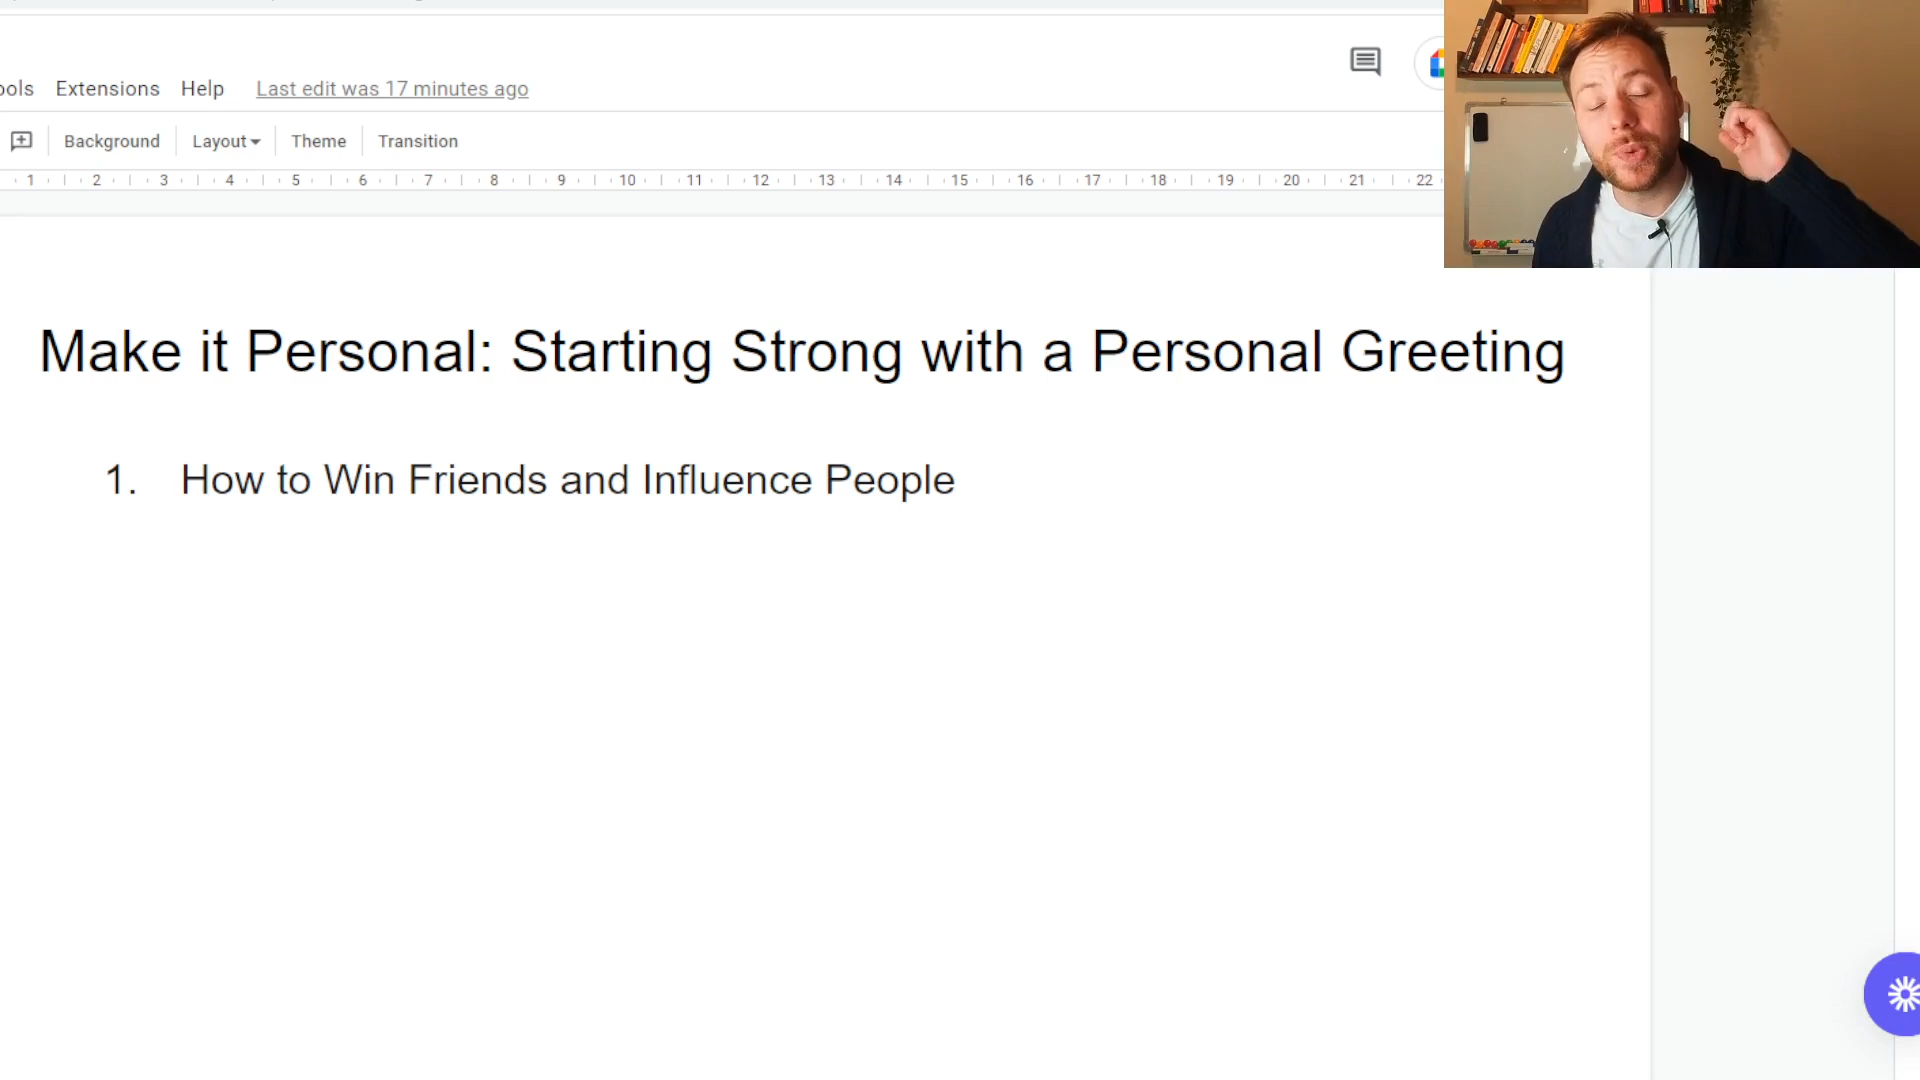 ools Extensions Help Last edit was 17 minutes ago
Background Layout Theme Transition
1 2 3 4 5 6 7 8 9 10 11 12 13 14 15 16 17 18 19 20 21 22
Make it Personal: Starting Strong with a Personal Greeting
1. How to Win Friends and Influence People